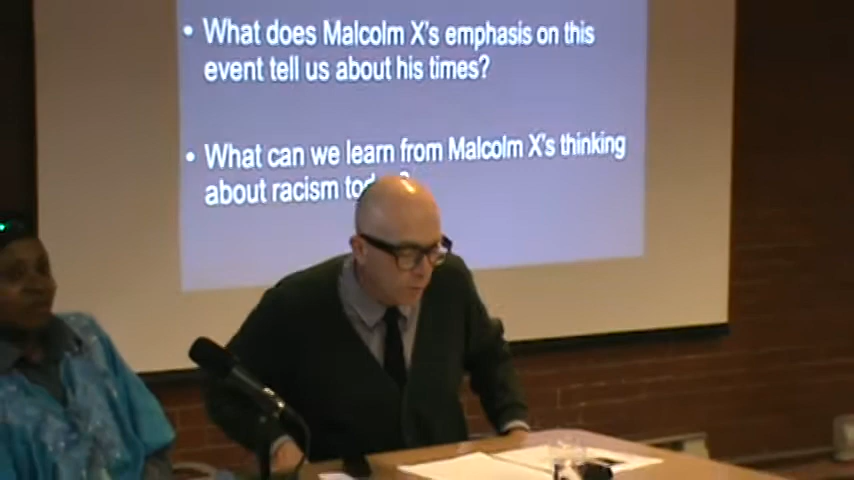 • What does Malcolm X's emphasis on this
event tell us about his times?
• What can we learn from Malcolm X's thinking
about racism